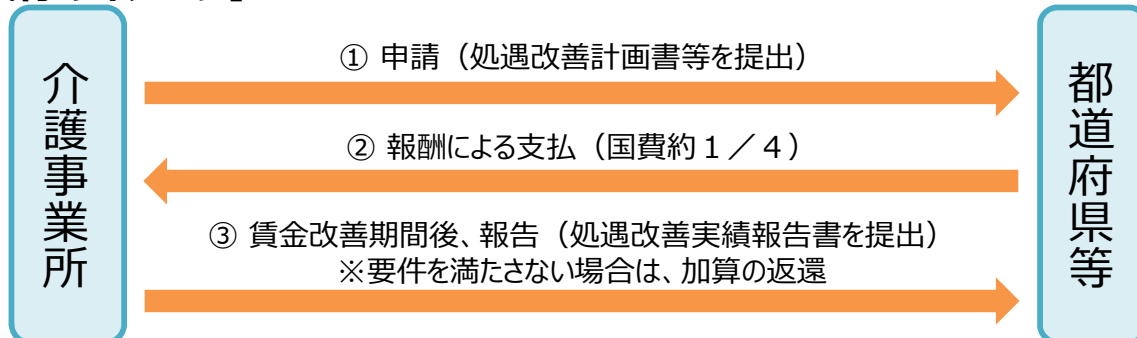 介護事業所
① 申請（処遇改善計画書等を提出）
② 報酬による支払（国費約１／４）
③ 賃金改善期間後、報告（処遇改善実績報告書を提出）
※要件を満たさない場合は、加算の返還
都道府県等